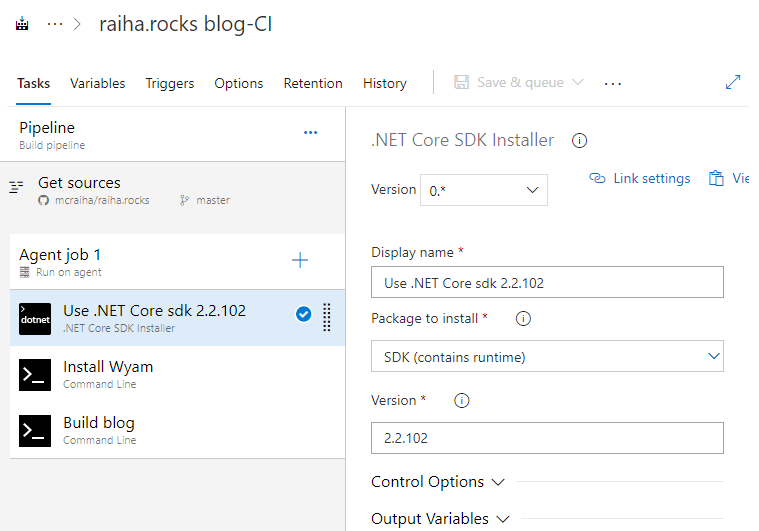 ··· > raiha.rocks blog-CI
Tasks Variables Triggers Options Retention History Save & queue ...
Pipeline ...
Build pipeline
Get sources
mcraiha/raiha.rocks master
Agent job 1
Run on agent
dotnet
Use .NET Core sdk 2.2.102
.NET Core SDK Installer
Install Wyam
Command Line
Build blog
Command Line
.NET Core SDK Installer
Version 0.* Link settings Vie
Display name *
Use .NET Core sdk 2.2.102
Package to install *
SDK (contains runtime)
Version *
2.2.102
Control Options
Output Variables